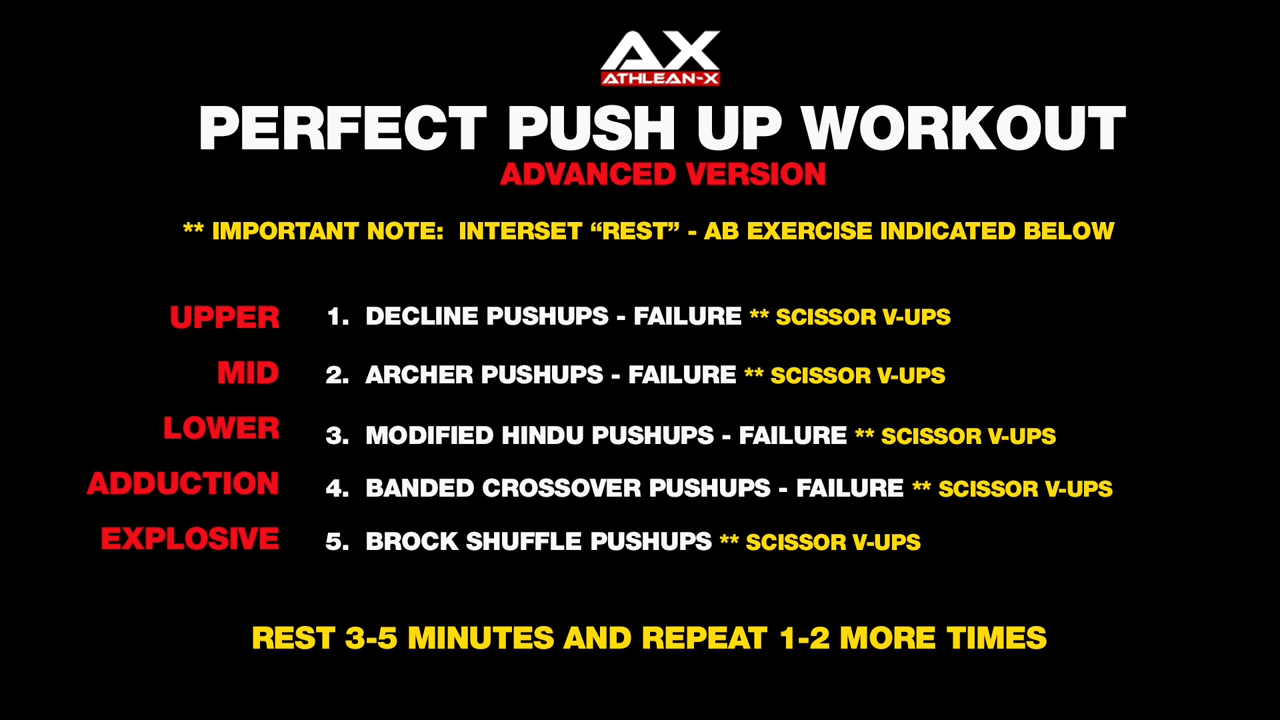 AX
ATHLEAN-X
PERFECT PUSH UP WORKOUT
ADVANCED VERSION
** IMPORTANT NOTE: INTERSET “REST” - AB EXERCISE INDICATED BELOW
UPPER 1. DECLINE PUSHUPS - FAILURE ** SCISSOR V-UPS
MID 2. ARCHER PUSHUPS - FAILURE ** SCISSOR V-UPS
LOWER 3. MODIFIED HINDU PUSHUPS - FAILURE ** SCISSOR V-UPS
ADDUCTION 4. BANDED CROSSOVER PUSHUPS - FAILURE ** SCISSOR V-UPS
EXPLOSIVE 5. BROCK SHUFFLE PUSHUPS ** SCISSOR V-UPS
REST 3-5 MINUTES AND REPEAT 1-2 MORE TIMES